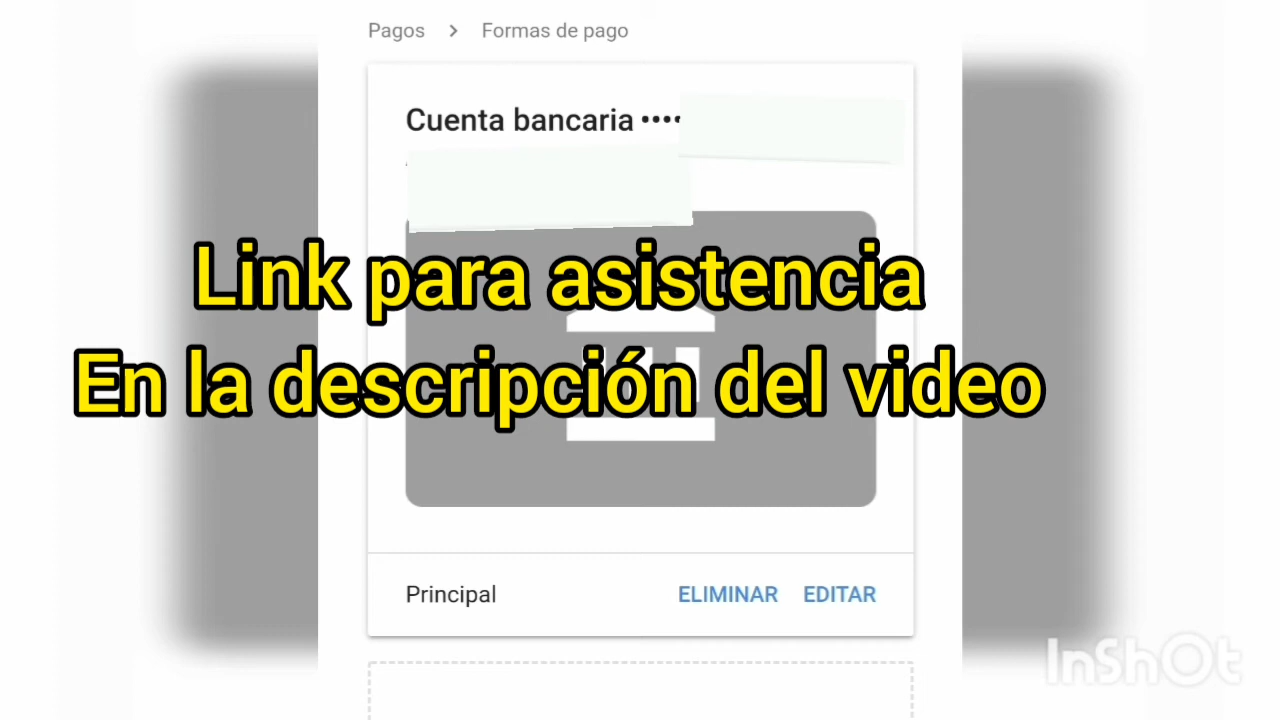 Pagos > Formas de pago
Cuenta bancaria ••••
Link para asistencia
En la descripción del video
Principal ELIMINAR EDITAR
InShOt